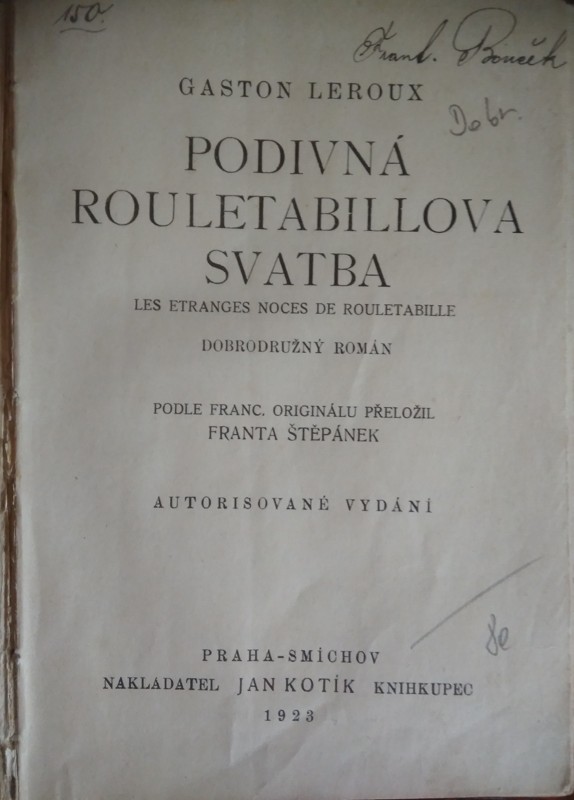 150.
Frant.
GASTON LEROUX
Dobr.
PODIVNÁ
ROULETABILLOVA
SVATBA
LES ETRANGES NOCES DE ROULETABILLE
DOBRODRUŽNÝ ROMÁN
PODLE FRANC. ORIGINÁLU PŘELOŽIL
FRANTA ŠTĚPÁNEK
AUTORISOVANÉ VYDÁNÍ
PRAHA-SMÍCHOV
NAKLADATEL JAN KOTÍK KNIHKUPEC
1923